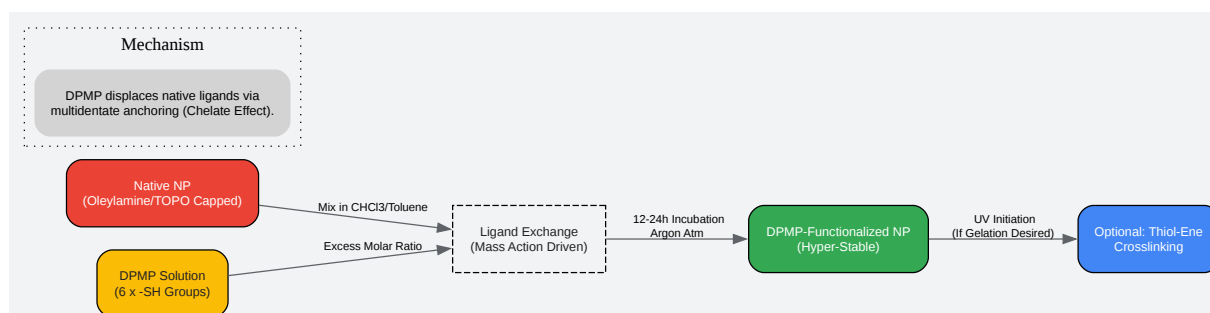 Mechanism
DPMP displaces native ligands via
multidentate anchoring (Chelate Effect).
Native NP
(Oleylamine/TOPO Capped)
Mix in CHCl3/Toluene
DPMP Solution
(6 x -SH Groups)
Excess Molar Ratio
Ligand Exchange
(Mass Action Driven)
12-24h Incubation
Argon Atm
DPMP-Functionalized NP
(Hyper-Stable)
UV Initiation
(If Gelation Desired)
Optional: Thiol-Ene
Crosslinking